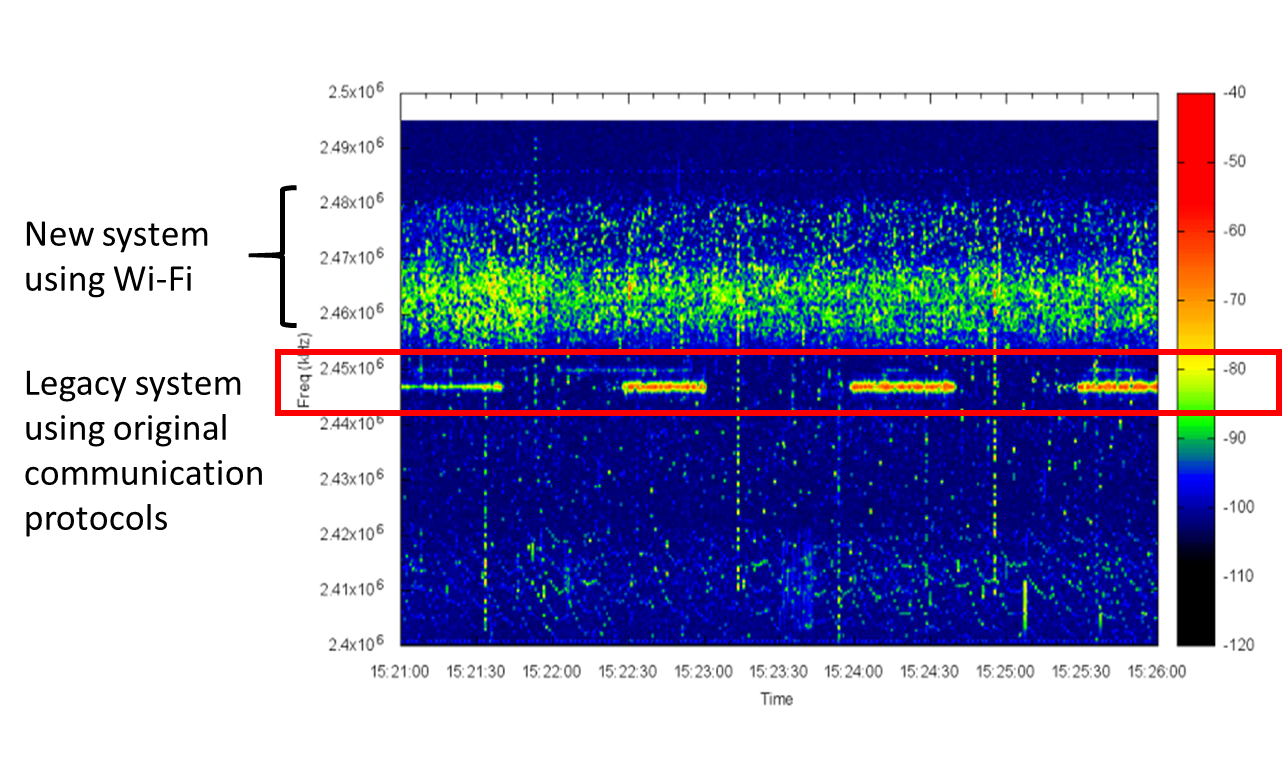 New system
using Wi-Fi
Legacy system
using original
communication
protocols
Freq (kHz)
2.5x10⁶
2.49x10⁶
2.48x10⁶
2.47x10⁶
2.46x10⁶
2.45x10⁶
2.44x10⁶
2.43x10⁶
2.42x10⁶
2.41x10⁶
2.4x10⁶
15:21:00 15:21:30 15:22:00 15:22:30 15:23:00 15:23:30 15:24:00 15:24:30 15:25:00 15:25:30 15:26:00
Time
-40
-50
-60
-70
-80
-90
-100
-110
-120